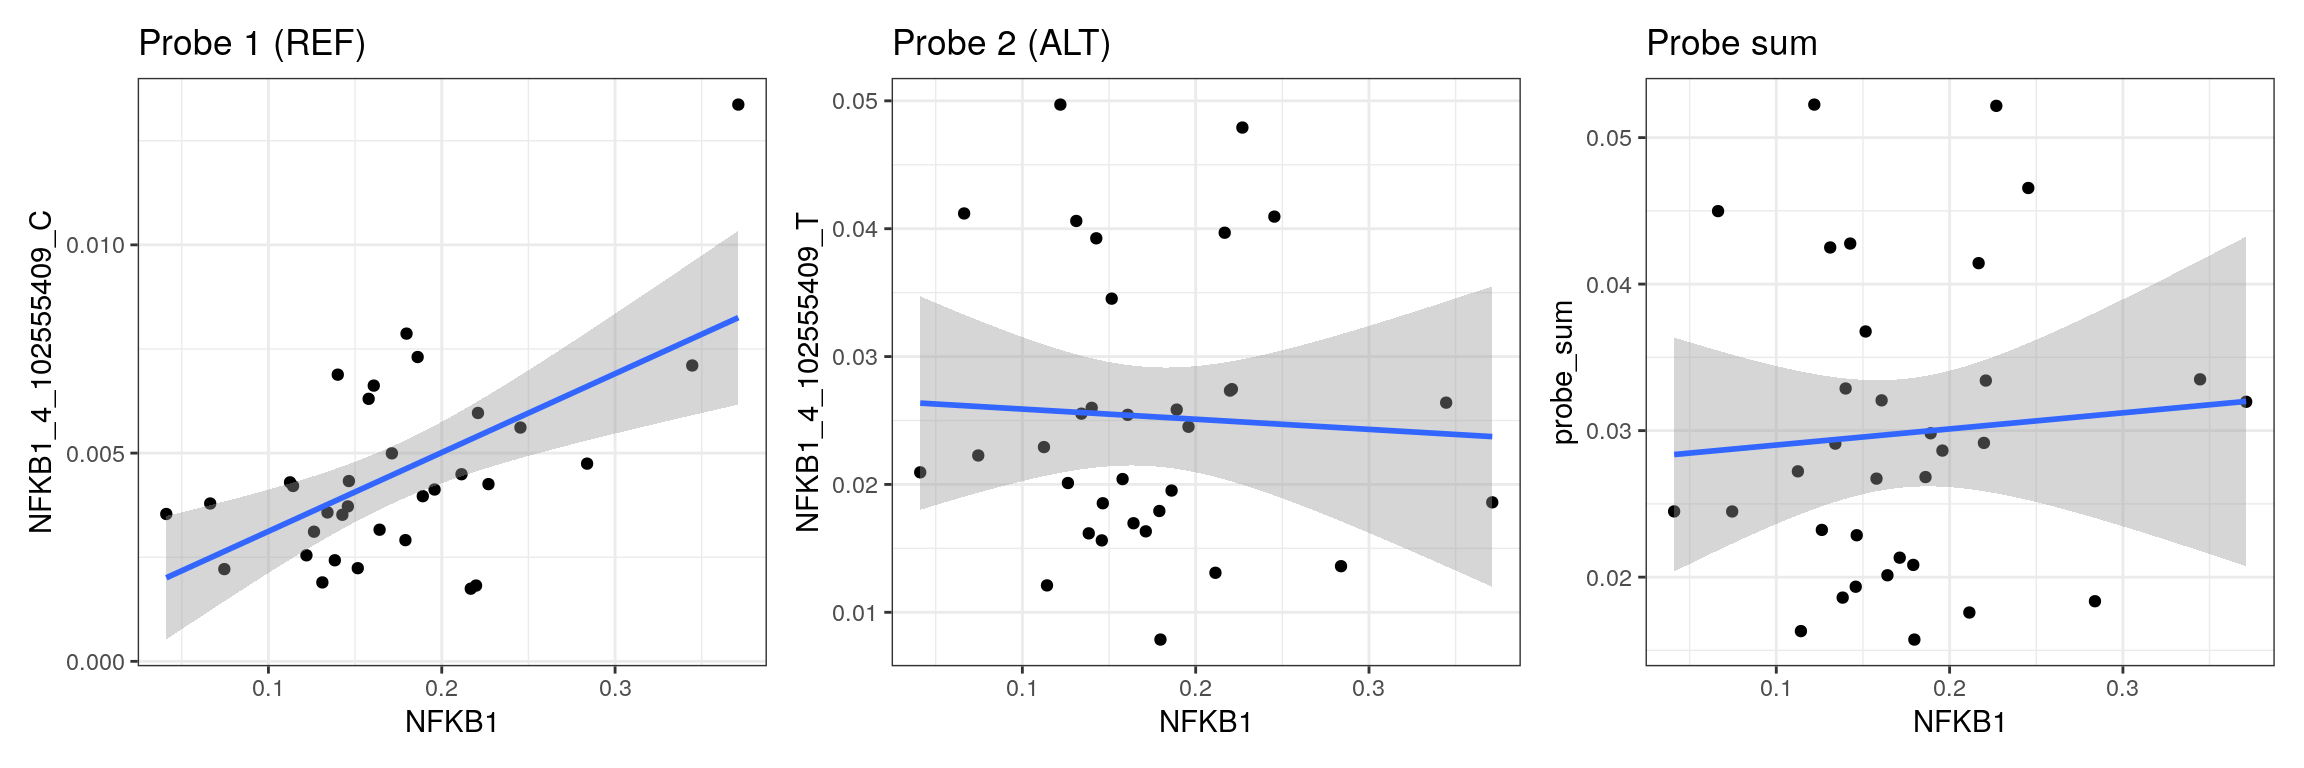 Probe 1 (REF)
NFKB1_4_102555409_C
0.010
0.005
0.000
0.1 0.2 0.3
NFKB1
Probe 2 (ALT)
NFKB1_4_102555409_T
0.05
0.04
0.03
0.02
0.01
0.1 0.2 0.3
NFKB1
Probe sum
probe_sum
0.05
0.04
0.03
0.02
0.1 0.2 0.3
NFKB1